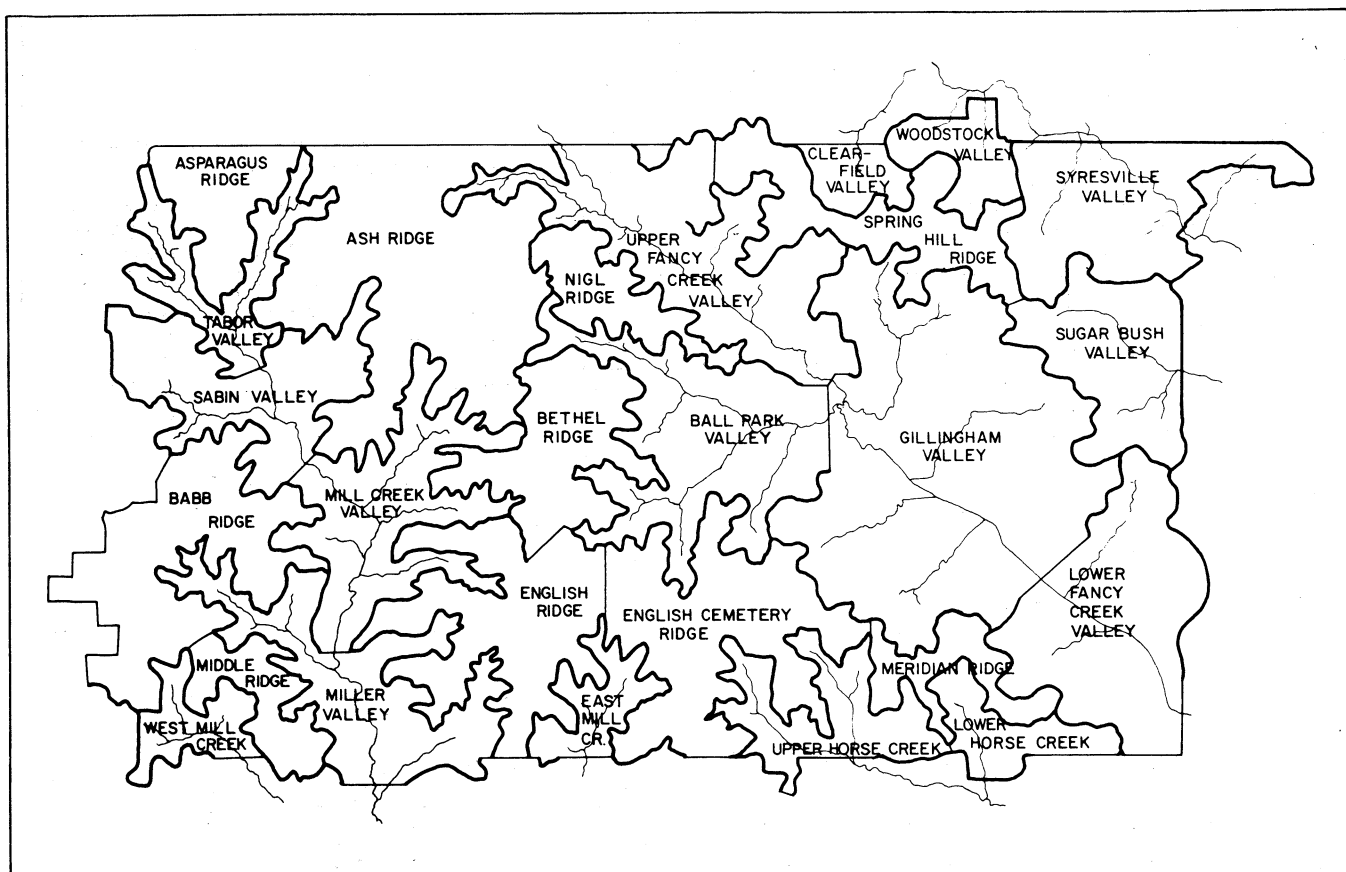 ASPARAGUS
RIDGE
ASH RIDGE
TABOR
VALLEY
SABIN VALLEY
BABB
RIDGE
MILL CREEK
VALLEY
MIDDLE
RIDGE
WEST MILL
CREEK
MILLER
VALLEY
UPPER
FANCY
CREEK
VALLEY
NIGL
RIDGE
BETHEL
RIDGE
BALL PARK
VALLEY
ENGLISH
RIDGE
ENGLISH CEMETERY
RIDGE
EAST
MILL
CR.
CLEAR-
FIELD
VALLEY
WOODSTOCK
VALLEY
SYRESVILLE
VALLEY
SPRING
HILL
RIDGE
SUGAR BUSH
VALLEY
GILLINGHAM
VALLEY
LOWER
FANCY
CREEK
VALLEY
MERIDIAN RIDGE
UPPER HORSE CREEK
LOWER
HORSE CREEK